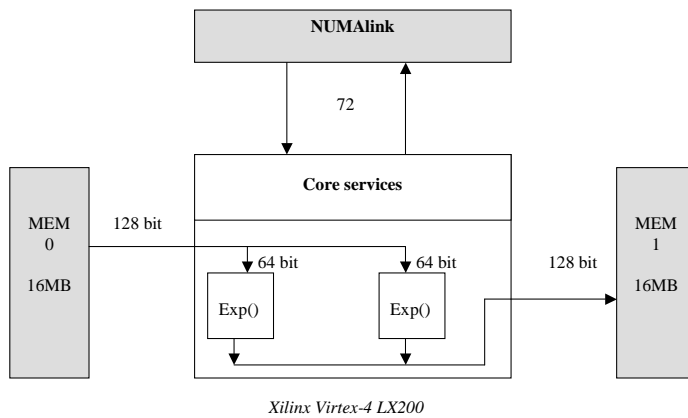 NUMAlink
72
Core services
MEM
0
16MB
128 bit
64 bit
64 bit
Exp()
Exp()
128 bit
MEM
1
16MB
Xilinx Virtex-4 LX200